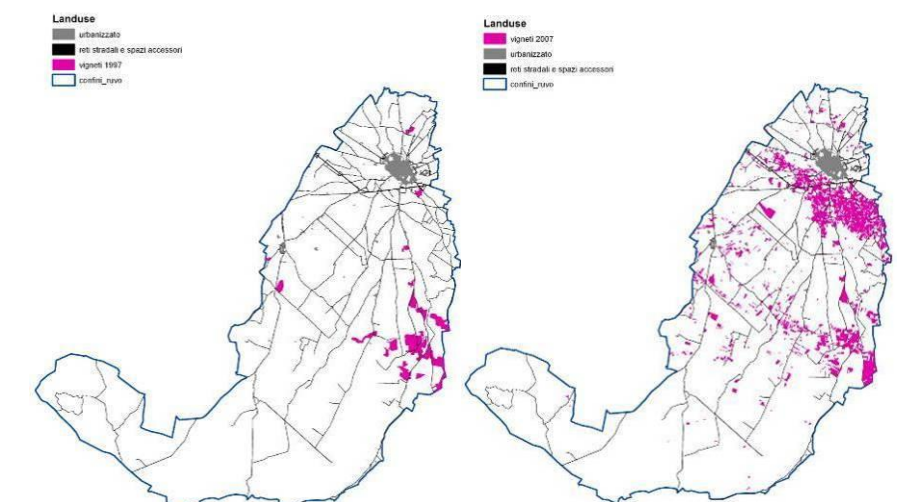 Landuse
urbanizzato
reti stradali e spazi accessori
vigneti 1997
confini_ruvo
Landuse
vigneti 2007
urbanizzato
reti stradali e spazi accessori
confini_ruvo